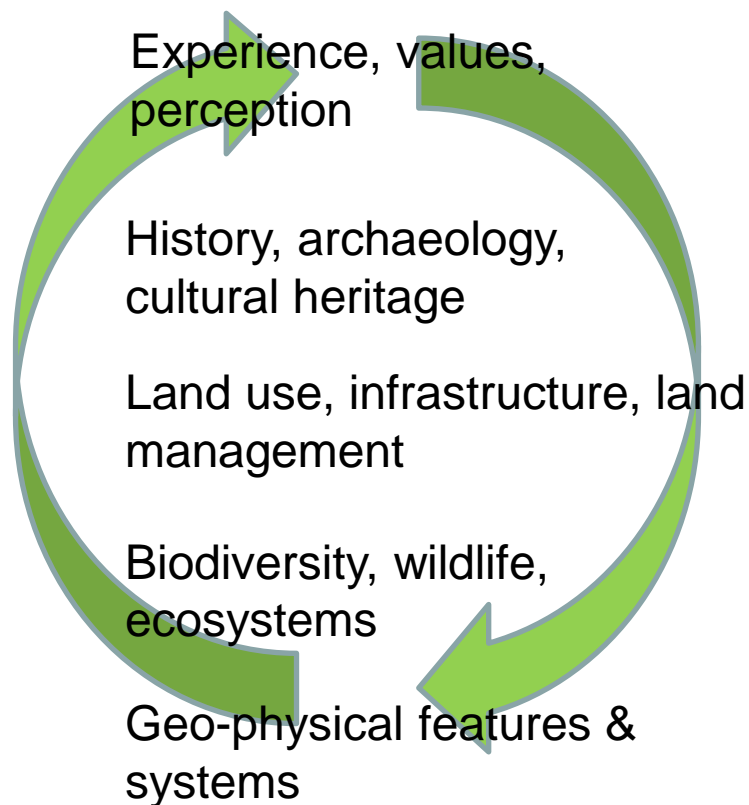 Experience, values,
perception
History, archaeology,
cultural heritage
Land use, infrastructure, land
management
Biodiversity, wildlife,
ecosystems
Geo-physical features &
systems